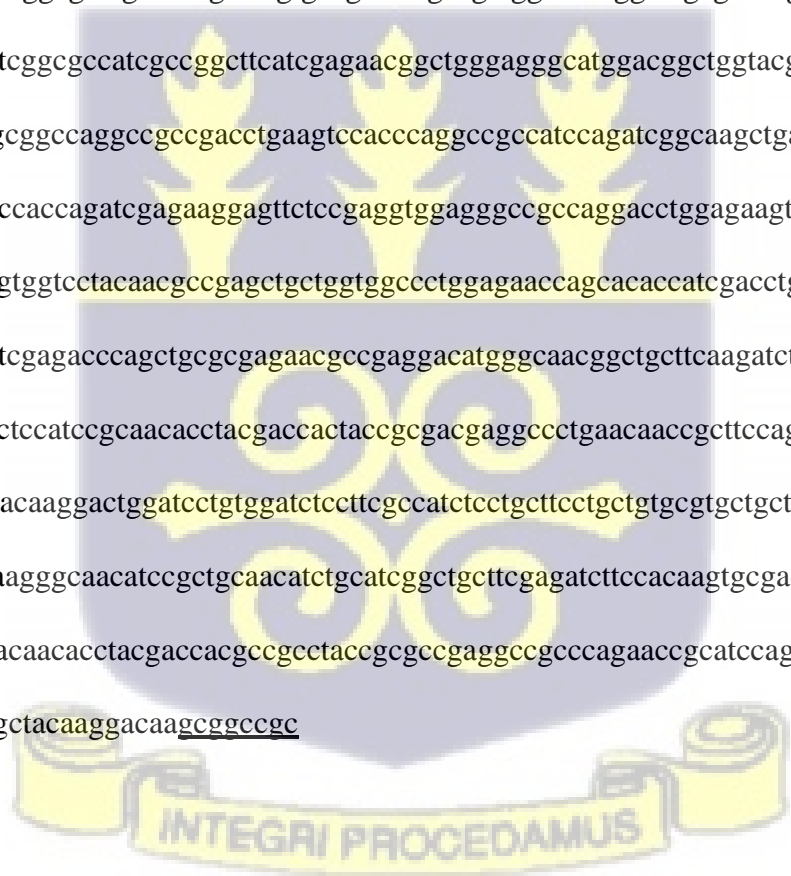 tcggcgccatcgccggcttcatcgagaacggctgggagggcatggacggctggtacg
gcggccaggccgccgacctgaagtccacccaggccgccatccagatcggcaagctga
ccaccagatcgagaaggagttctccgaggtggagggccgccaggacctggagaagt
gtggtcctacaacgccgagctgctggtggccctggagaaccagcacaccatcgacctg
tcgagacccagctgcgcgagaacgccgaggacatgggcaacggctgcttcaagatct
ctccatccgcaacacctacgaccactaccgcgacgaggccctgaacaaccgcttccag
acaaggactggatcctgtggatctccttcgccatctcctgcttcctgctgtgcgtgctgct
aagggcaacatccgctgcaacatctgcatcggctgcttcgagatcttccacaagtgcga
acaacacctacgaccacgccgcctaccgcgccgaggccgcccagaaccgcatccag
gctacaaggacaagcggccgc
INTEGRI PROCEDAMUS